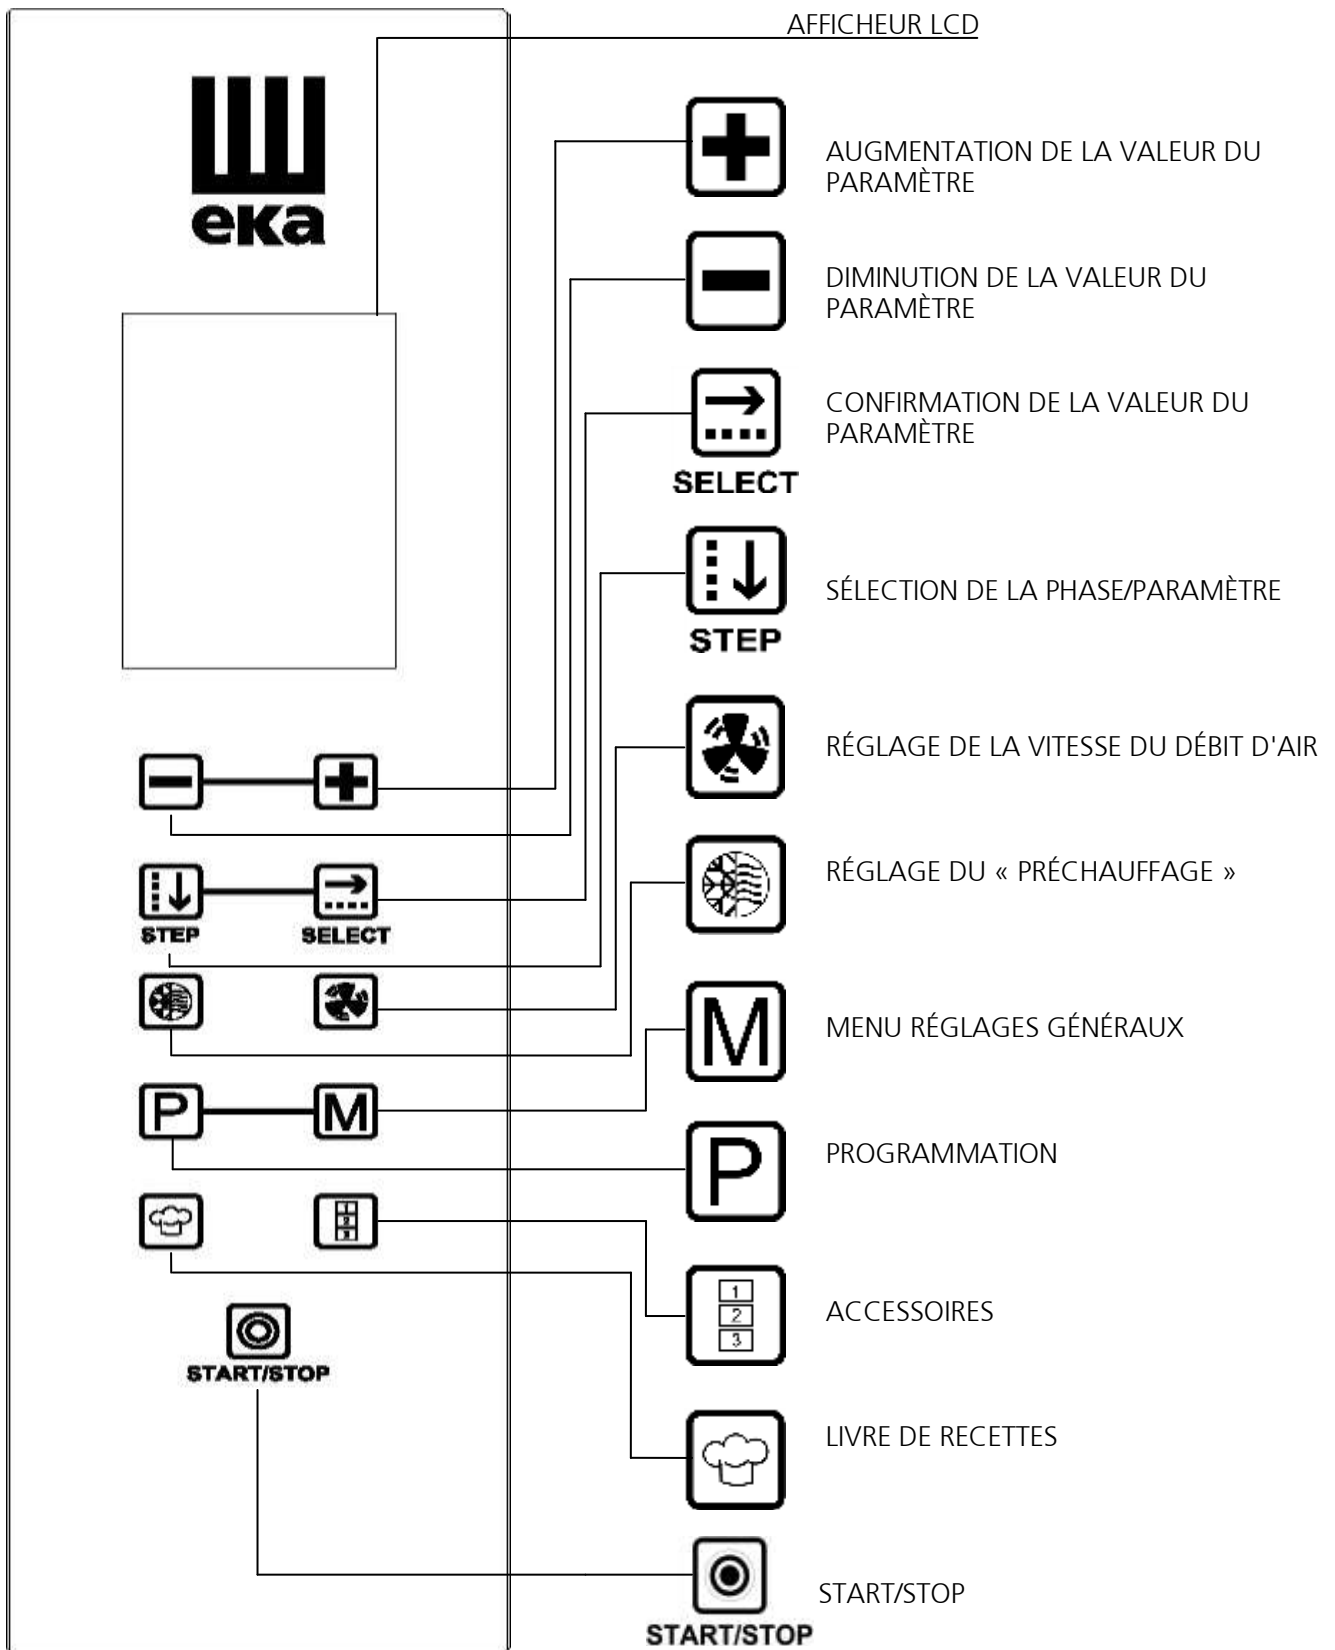 AFFICHEUR LCD
eka
AUGMENTATION DE LA VALEUR DU
PARAMÈTRE
DIMINUTION DE LA VALEUR DU
PARAMÈTRE
CONFIRMATION DE LA VALEUR DU
PARAMÈTRE
SELECT
SÉLECTION DE LA PHASE/PARAMÈTRE
STEP
RÉGLAGE DE LA VITESSE DU DÉBIT D'AIR
RÉGLAGE DU « PRÉCHAUFFAGE »
STEP SELECT
M MENU RÉGLAGES GÉNÉRAUX
P M
P PROGRAMMATION
1
2
3
1
2
3
ACCESSOIRES
START/STOP
LIVRE DE RECETTES
START/STOP
START/STOP